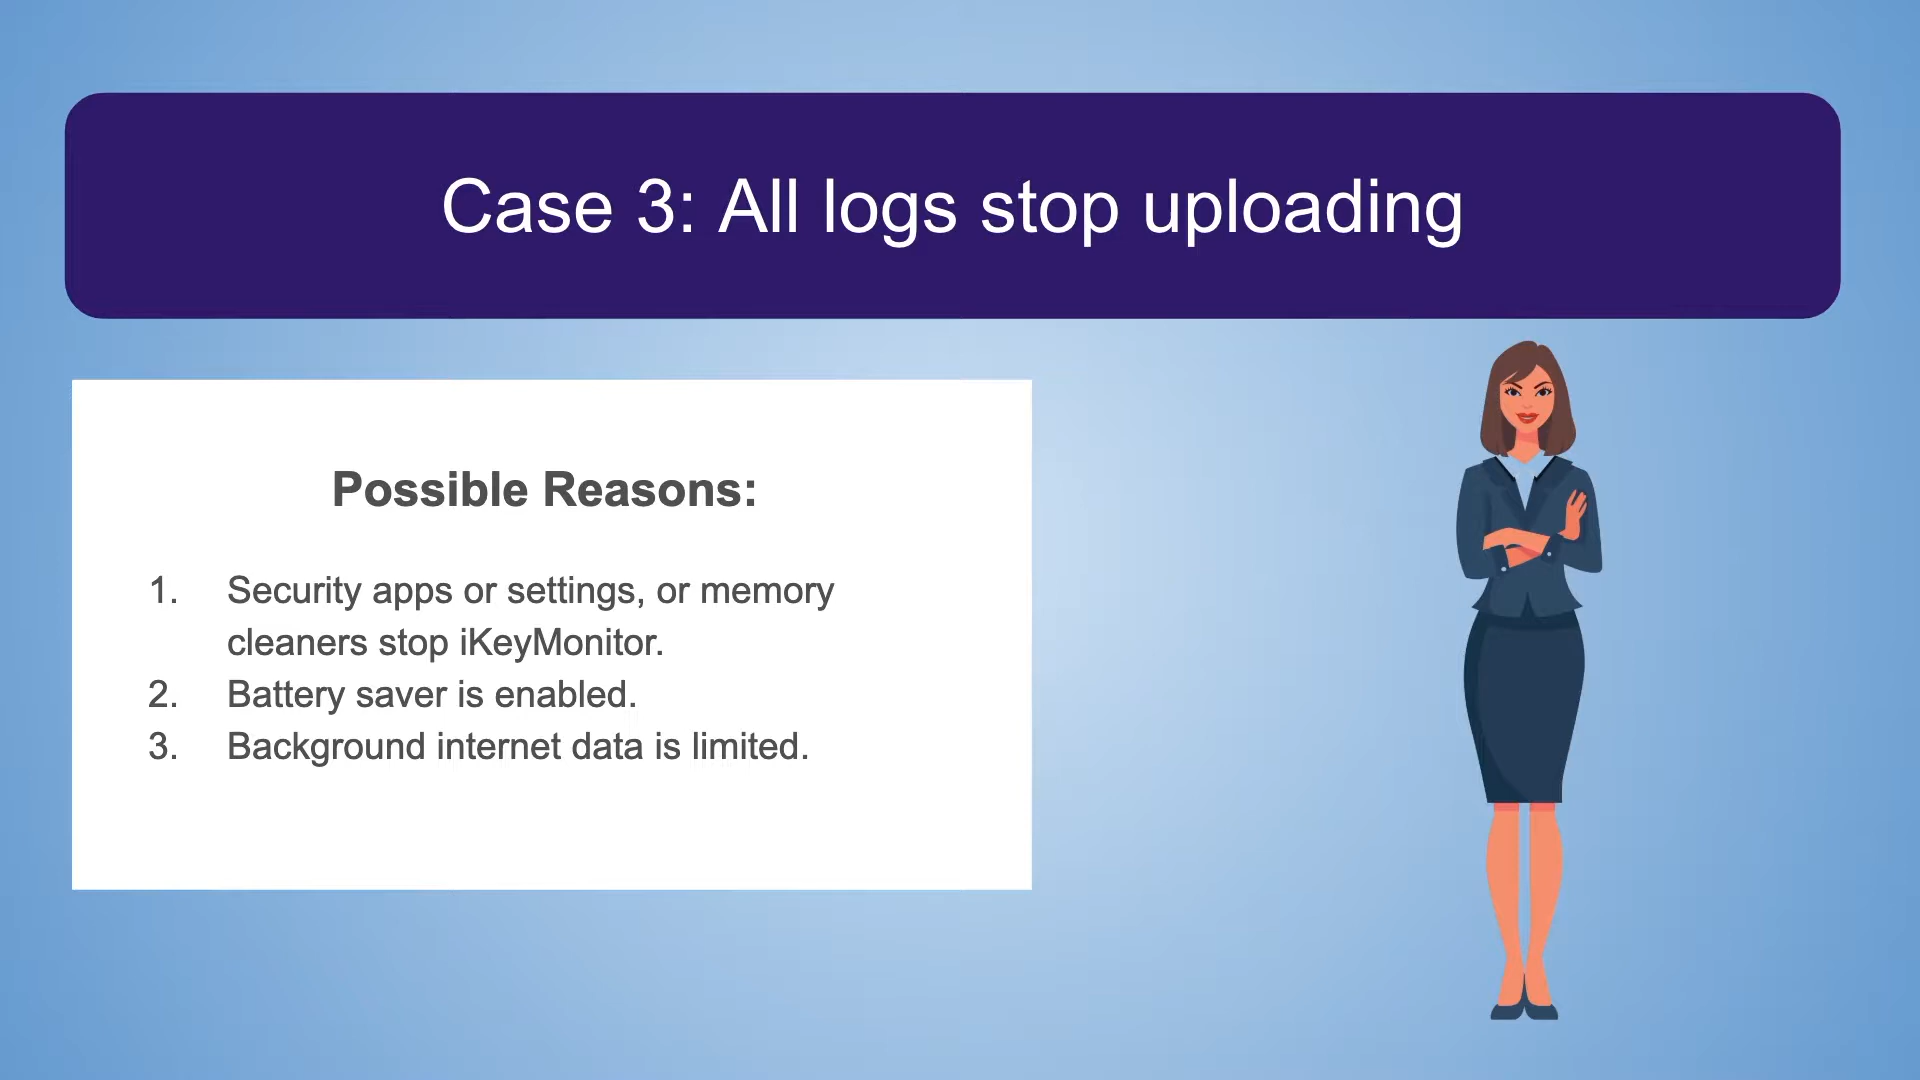 Case 3: All logs stop uploading
Possible Reasons:
1. Security apps or settings, or memory
cleaners stop iKeyMonitor.
2. Battery saver is enabled.
3. Background internet data is limited.